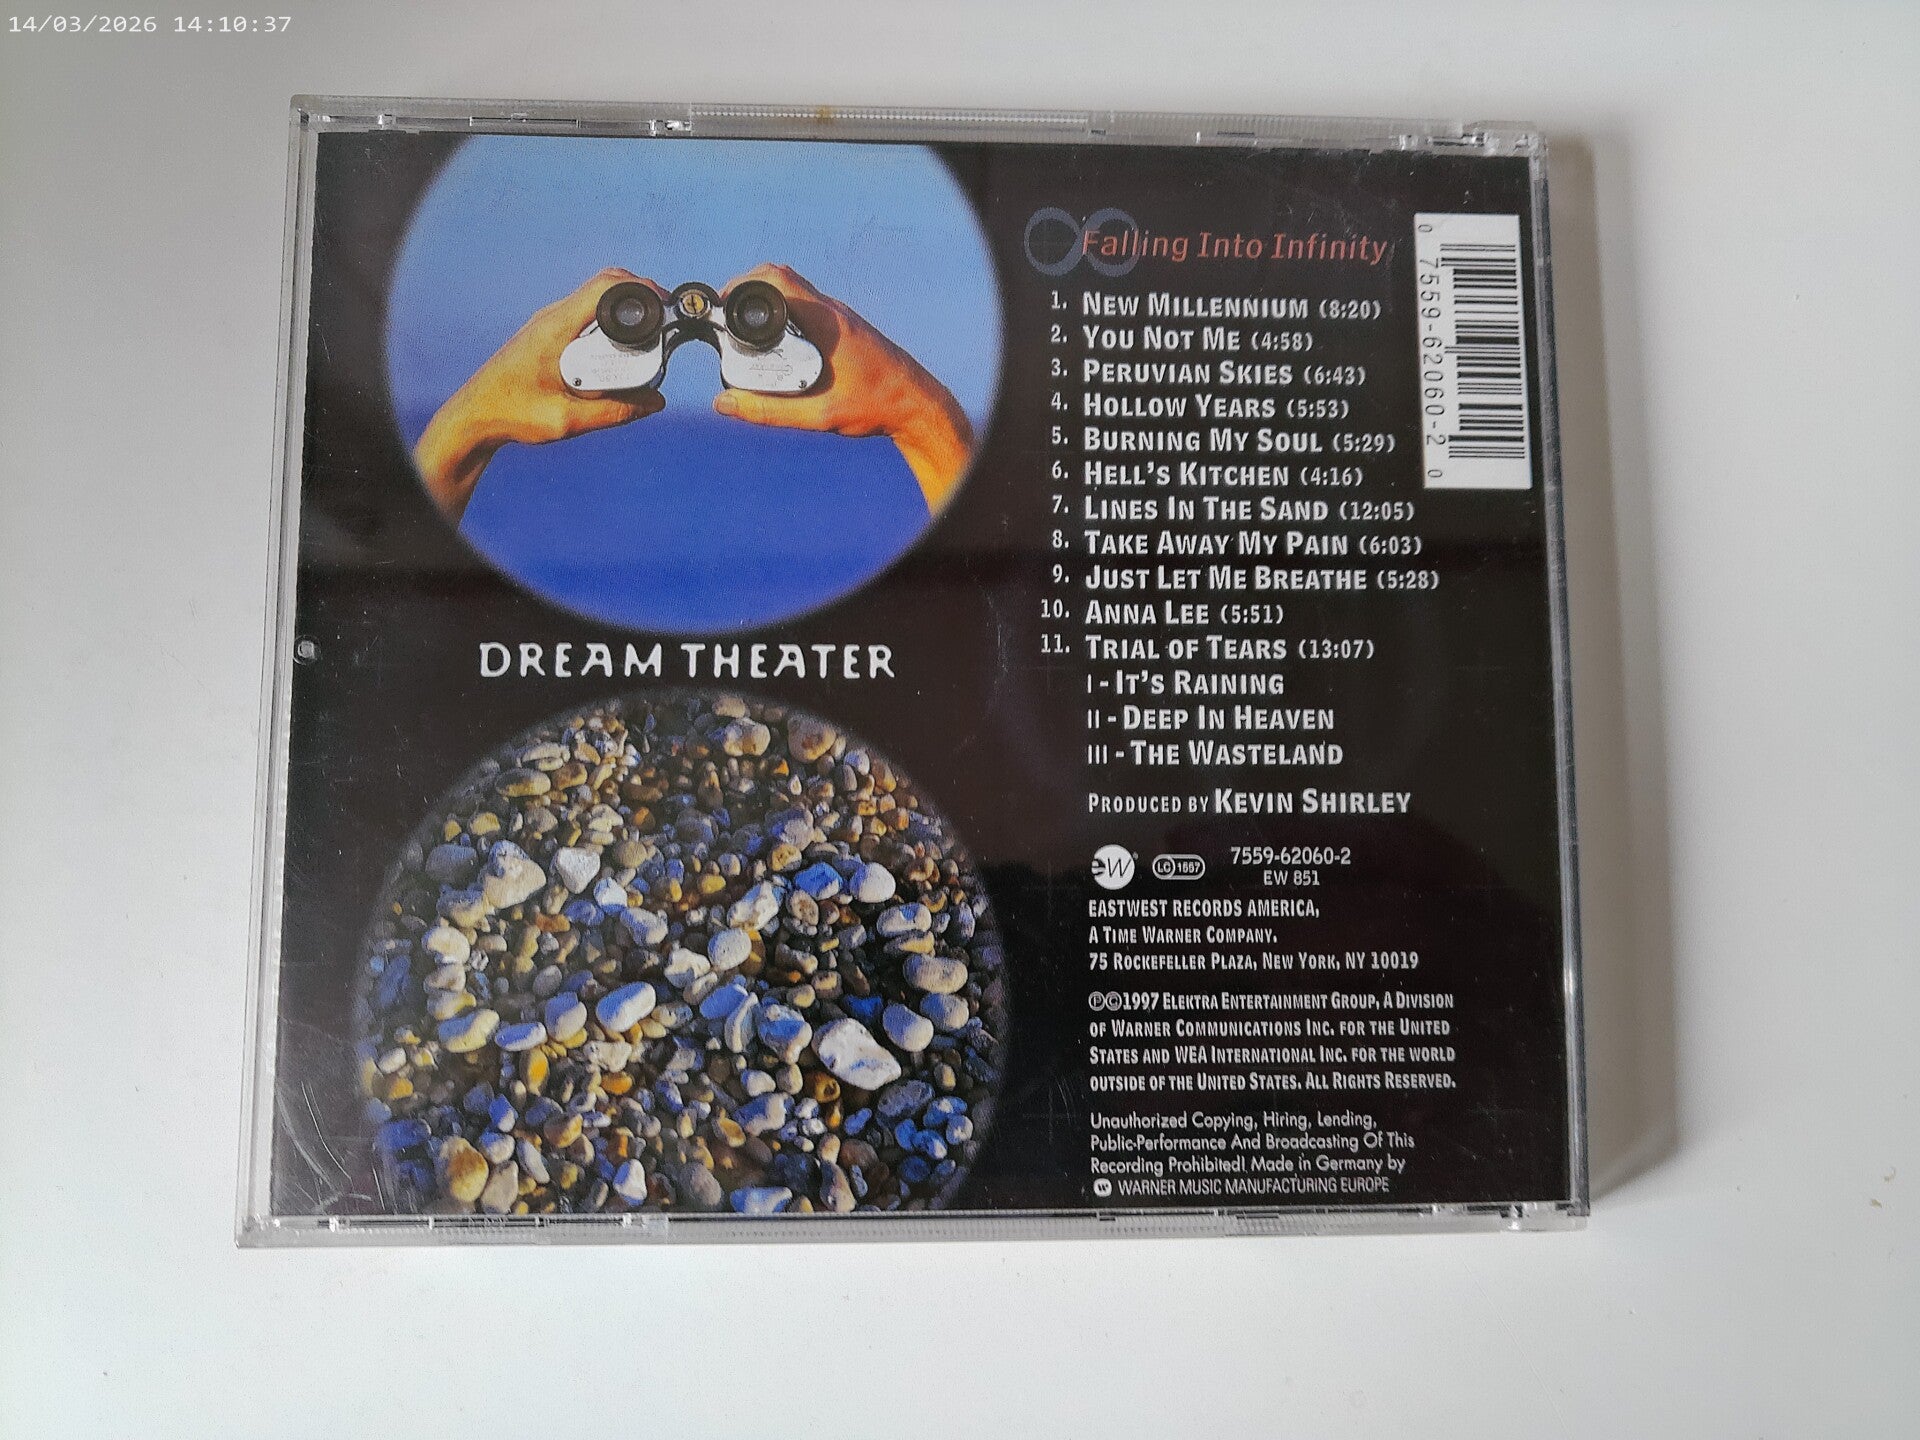 14/03/2026 14:10:37
DREAM THEATER
Falling Into Infinity
1. NEW MILLENNIUM (8:20)
2. YOU NOT ME (4:58)
3. PERUVIAN SKIES (6:43)
4. HOLLOW YEARS (5:53)
5. BURNING MY SOUL (5:29)
6. HELL'S KITCHEN (4:16)
7. LINES IN THE SAND (12:05)
8. TAKE AWAY MY PAIN (6:03)
9. JUST LET ME BREATHE (5:28)
10. ANNA LEE (5:51)
11. TRIAL OF TEARS (13:07)
I - IT'S RAINING
II - DEEP IN HEAVEN
III - THE WASTELAND
PRODUCED BY KEVIN SHIRLEY
eW LC 1557 7559-62060-2
EW 851
EASTWEST RECORDS AMERICA,
A TIME WARNER COMPANY.
75 ROCKEFELLER PLAZA, NEW YORK, NY 10019
℗©1997 ELEKTRA ENTERTAINMENT GROUP, A DIVISION
OF WARNER COMMUNICATIONS INC. FOR THE UNITED
STATES AND WEA INTERNATIONAL INC. FOR THE WORLD
OUTSIDE OF THE UNITED STATES. ALL RIGHTS RESERVED.
Unauthorized Copying, Hiring, Lending,
Public-Performance And Broadcasting Of This
Recording Prohibited! Made in Germany by
WARNER MUSIC MANUFACTURING EUROPE
0 7559-62060-2 0